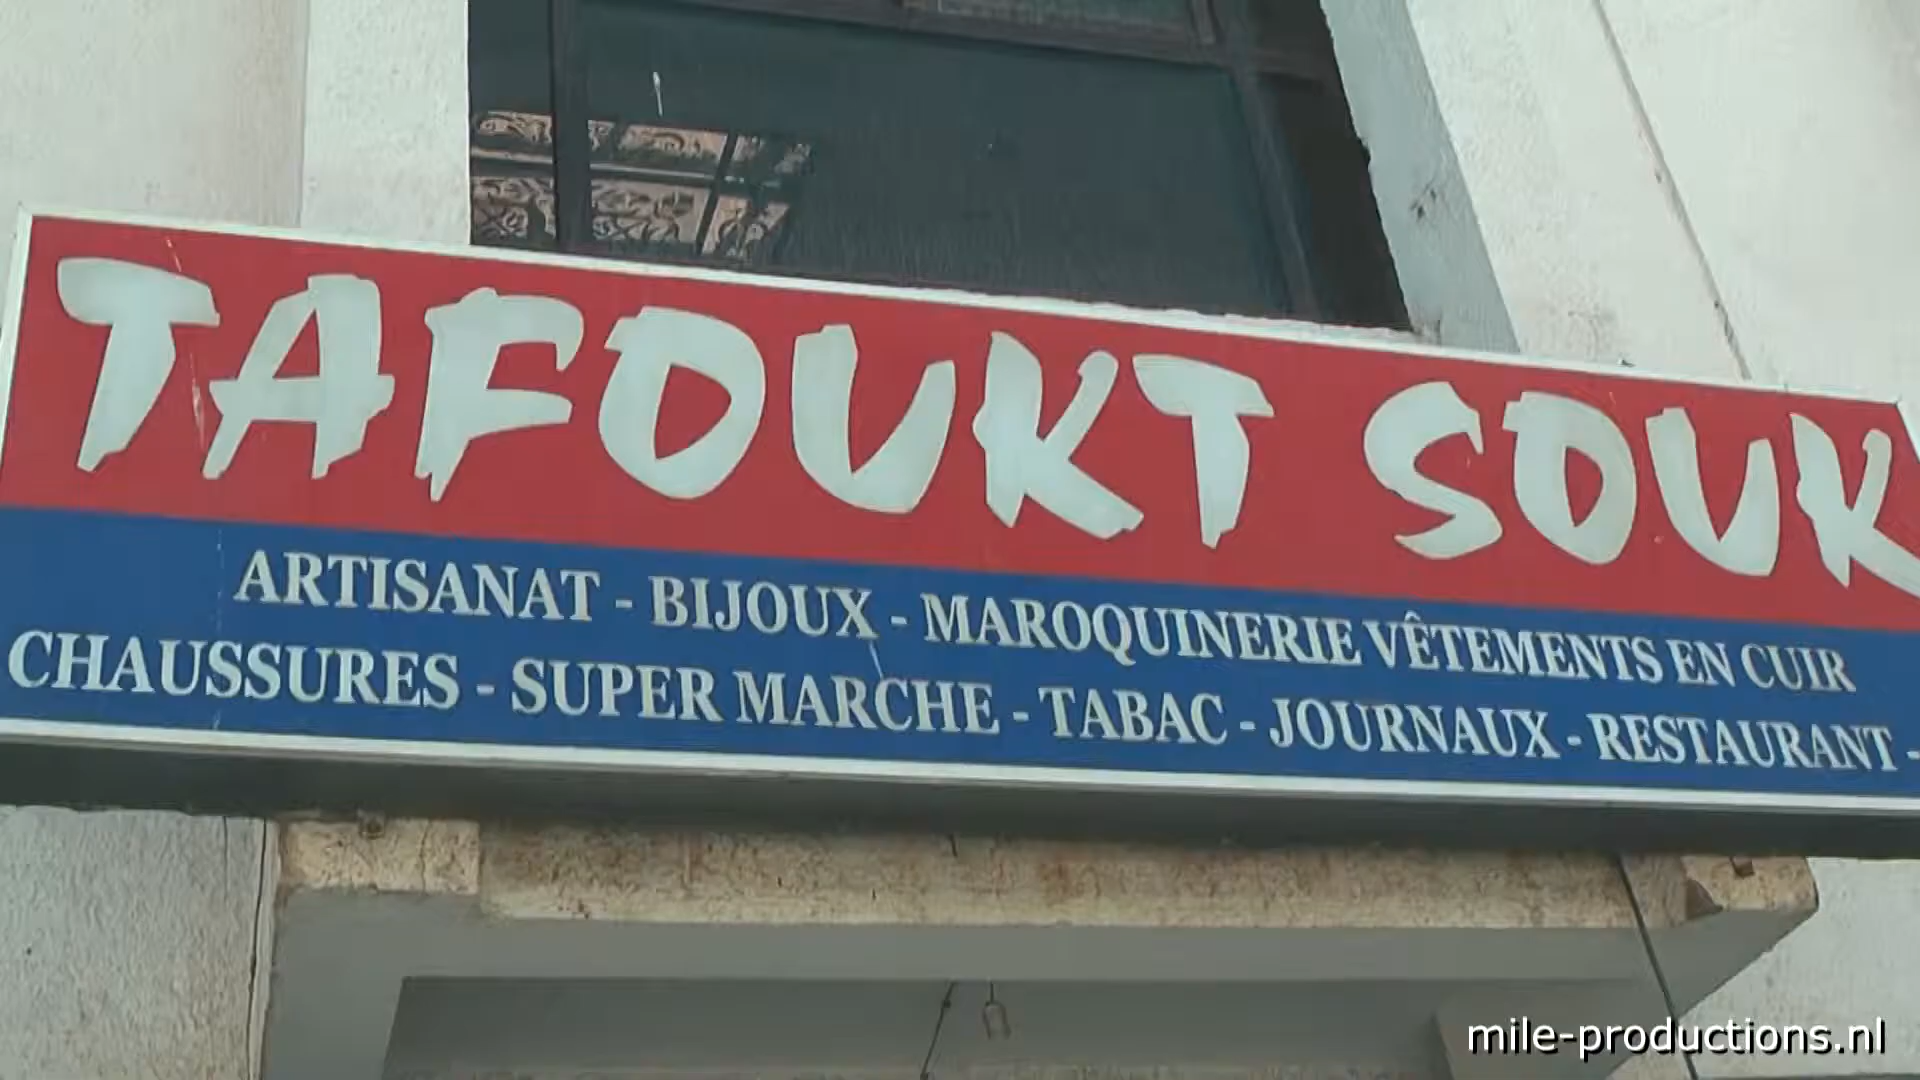 TAFOUKT SOUK
ARTISANAT - BIJOUX - MAROQUINERIE VÊTEMENTS EN CUIR
CHAUSSURES - SUPER MARCHE - TABAC - JOURNAUX - RESTAURANT -
mile-productions.nl